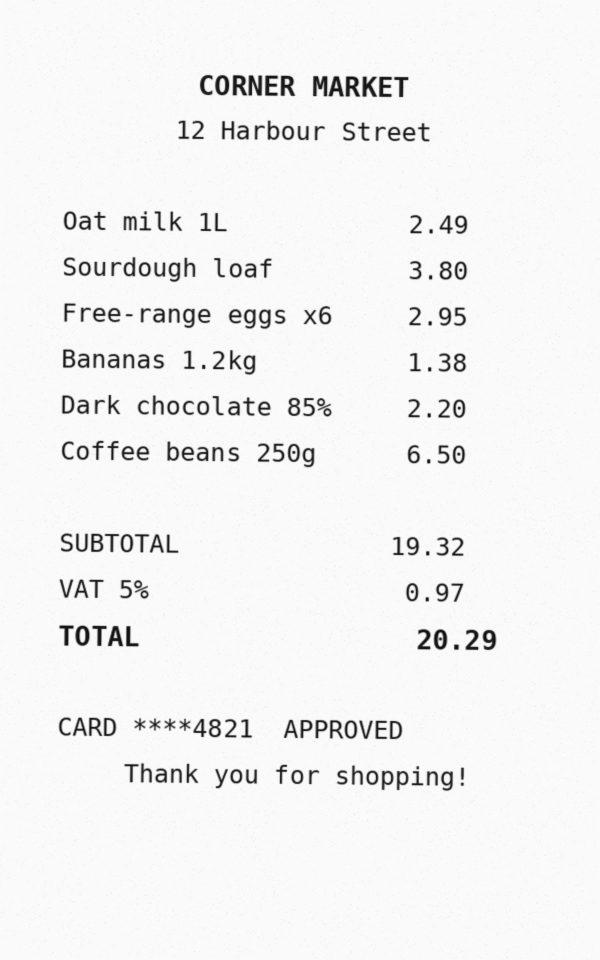 CORNER MARKET
12 Harbour Street
Oat milk 1L 2.49
Sourdough loaf 3.80
Free-range eggs x6 2.95
Bananas 1.2kg 1.38
Dark chocolate 85% 2.20
Coffee beans 250g 6.50
SUBTOTAL 19.32
VAT 5% 0.97
TOTAL 20.29
CARD ****4821 APPROVED
Thank you for shopping!